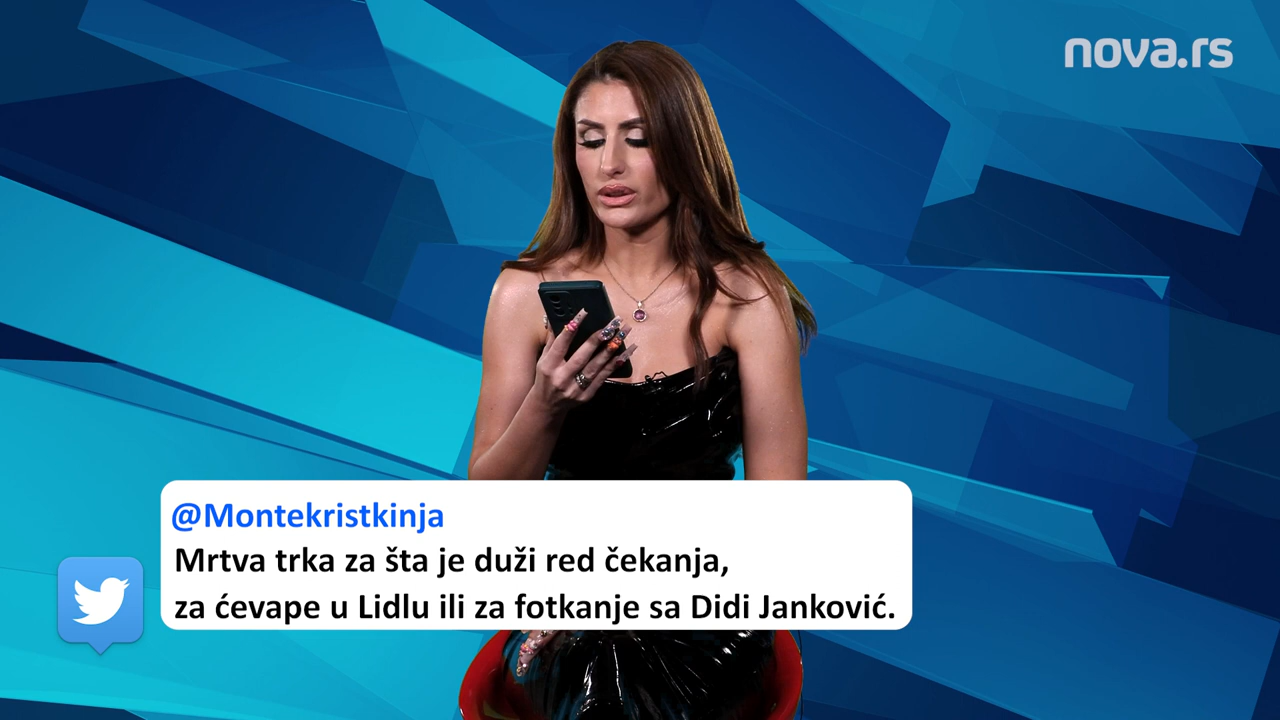 nova.rs
@Montekristkinja
Mrtva trka za šta je duži red čekanja,
za ćevape u Lidlu ili za fotkanje sa Didi Janković.